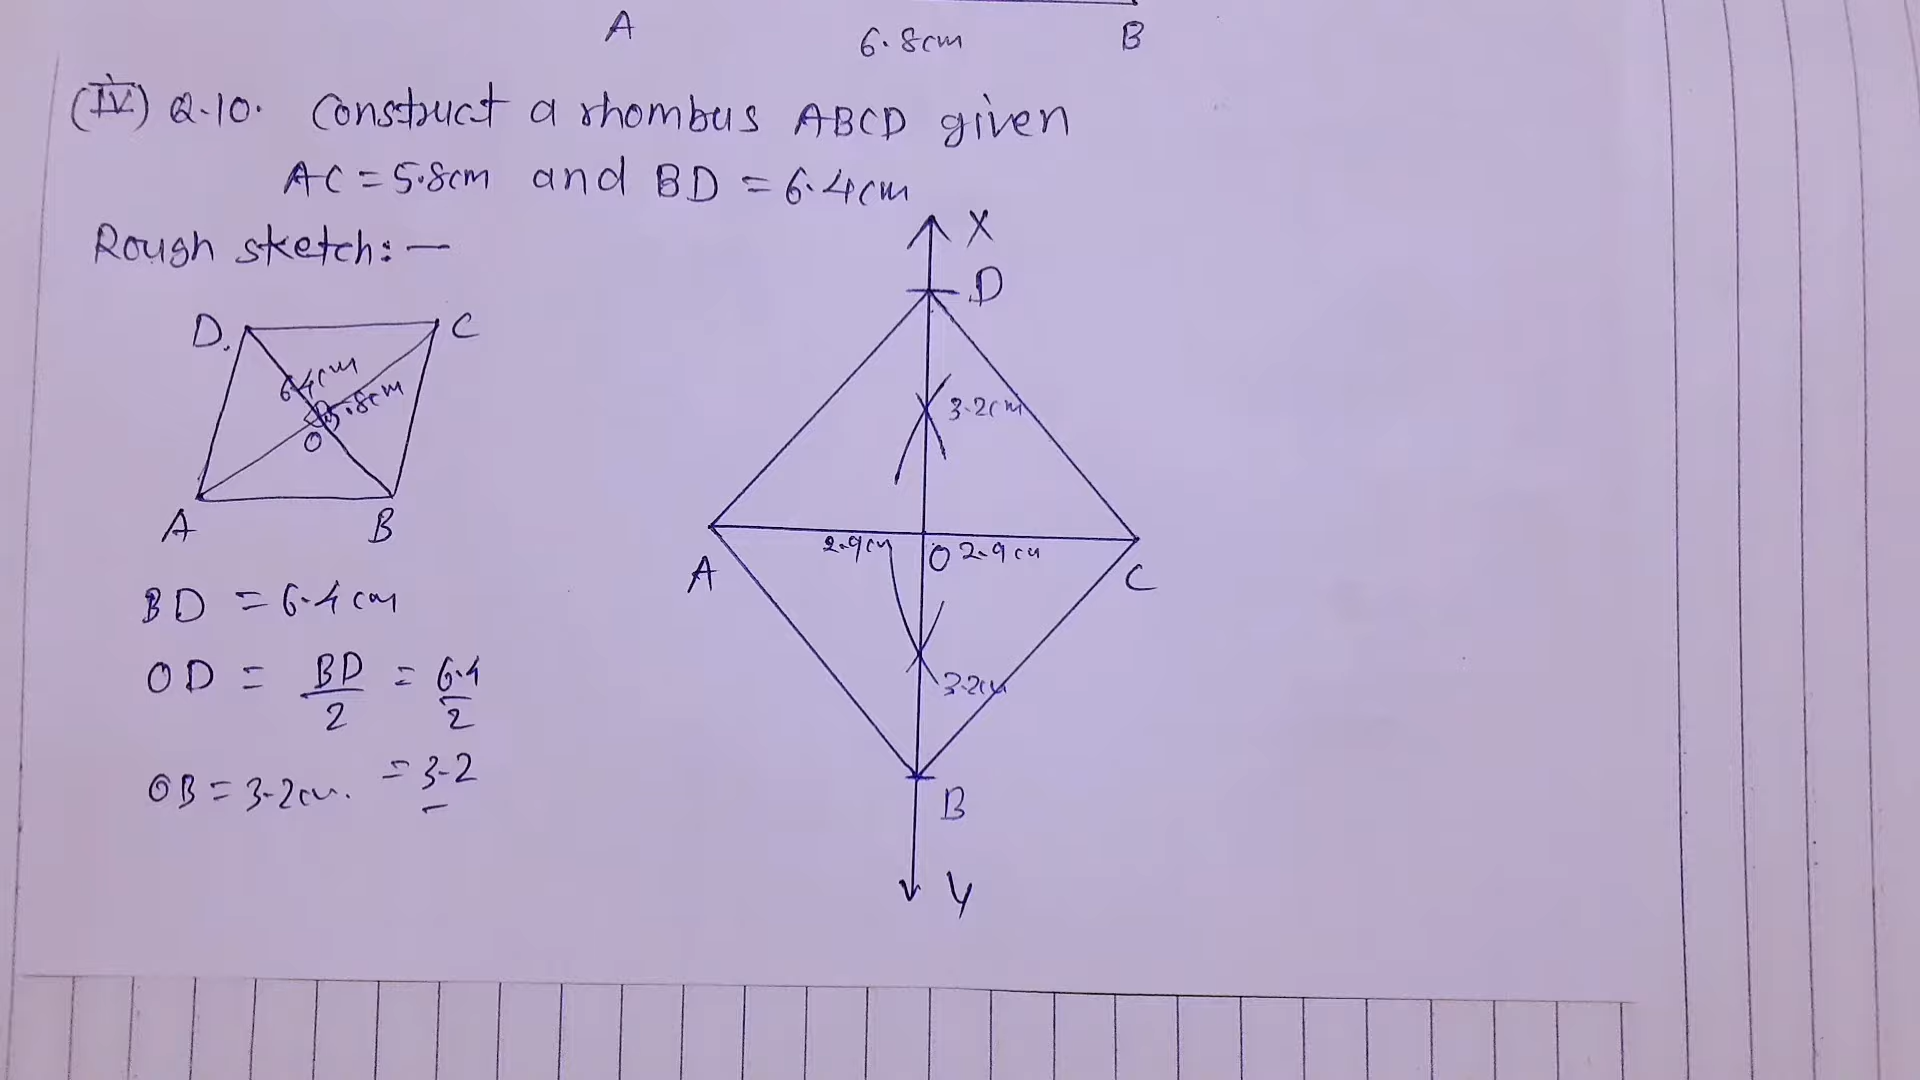 A 6.8cm B
(IV) Q.10. Construct a rhombus ABCD given
AC = 5.8cm and BD = 6.4cm
Rough sketch:—
X
D
D. C
6.4cm
5.8cm
O
A B
3.2cm
2.9cm O 2.9cm
A C
BD = 6.4cm
OD = BD/2 = 6.4/2
= 3.2
OB = 3.2cm.
3.2cm
B
Y